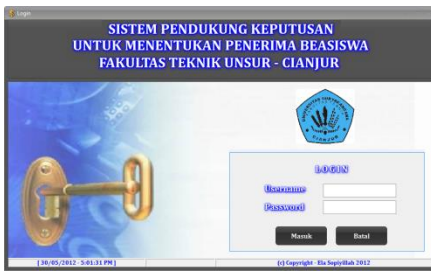 Login
SISTEM PENDUKUNG KEPUTUSAN
UNTUK MENENTUKAN PENERIMA BEASISWA
FAKULTAS TEKNIK UNSUR - CIANJUR
CIANJUR
LOGIN
Username
Password
Masuk Batal
[ 30/05/2012 - 5:01:31 PM ]
(c) Copyright - Ela Sopiyillah 2012